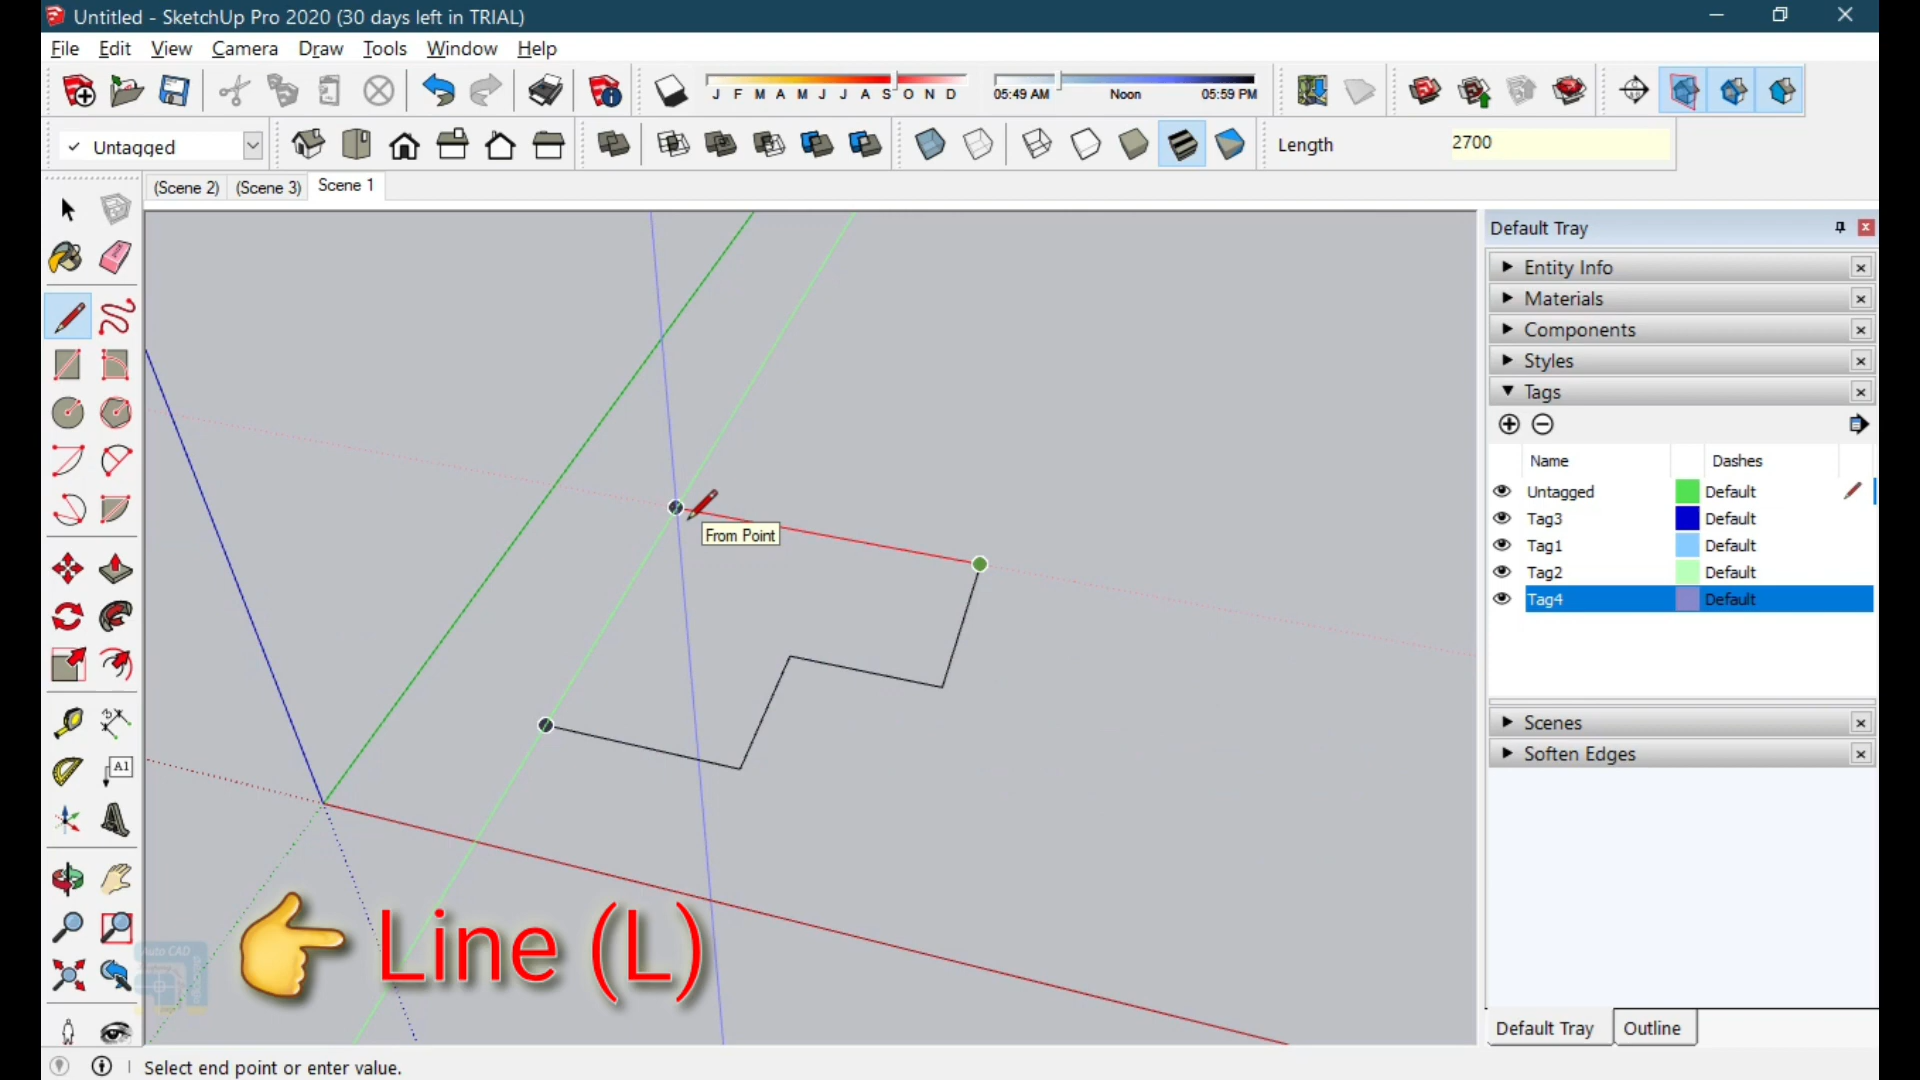 Untitled - SketchUp Pro 2020 (30 days left in TRIAL)
File Edit View Camera Draw Tools Window Help
J F M A M J J A S O N D 05:49 AM Noon 05:59 PM
Untagged
Length 2700
(Scene 2) (Scene 3) Scene 1
Default Tray
Entity Info
Materials
Components
Styles
Tags
Name Dashes
Untagged Default
Tag3 Default
Tag1 Default
Tag2 Default
Tag4 Default
Scenes
Soften Edges
From Point
A1
Line (L)
Auto CAD
Default Tray Outline
Select end point or enter value.